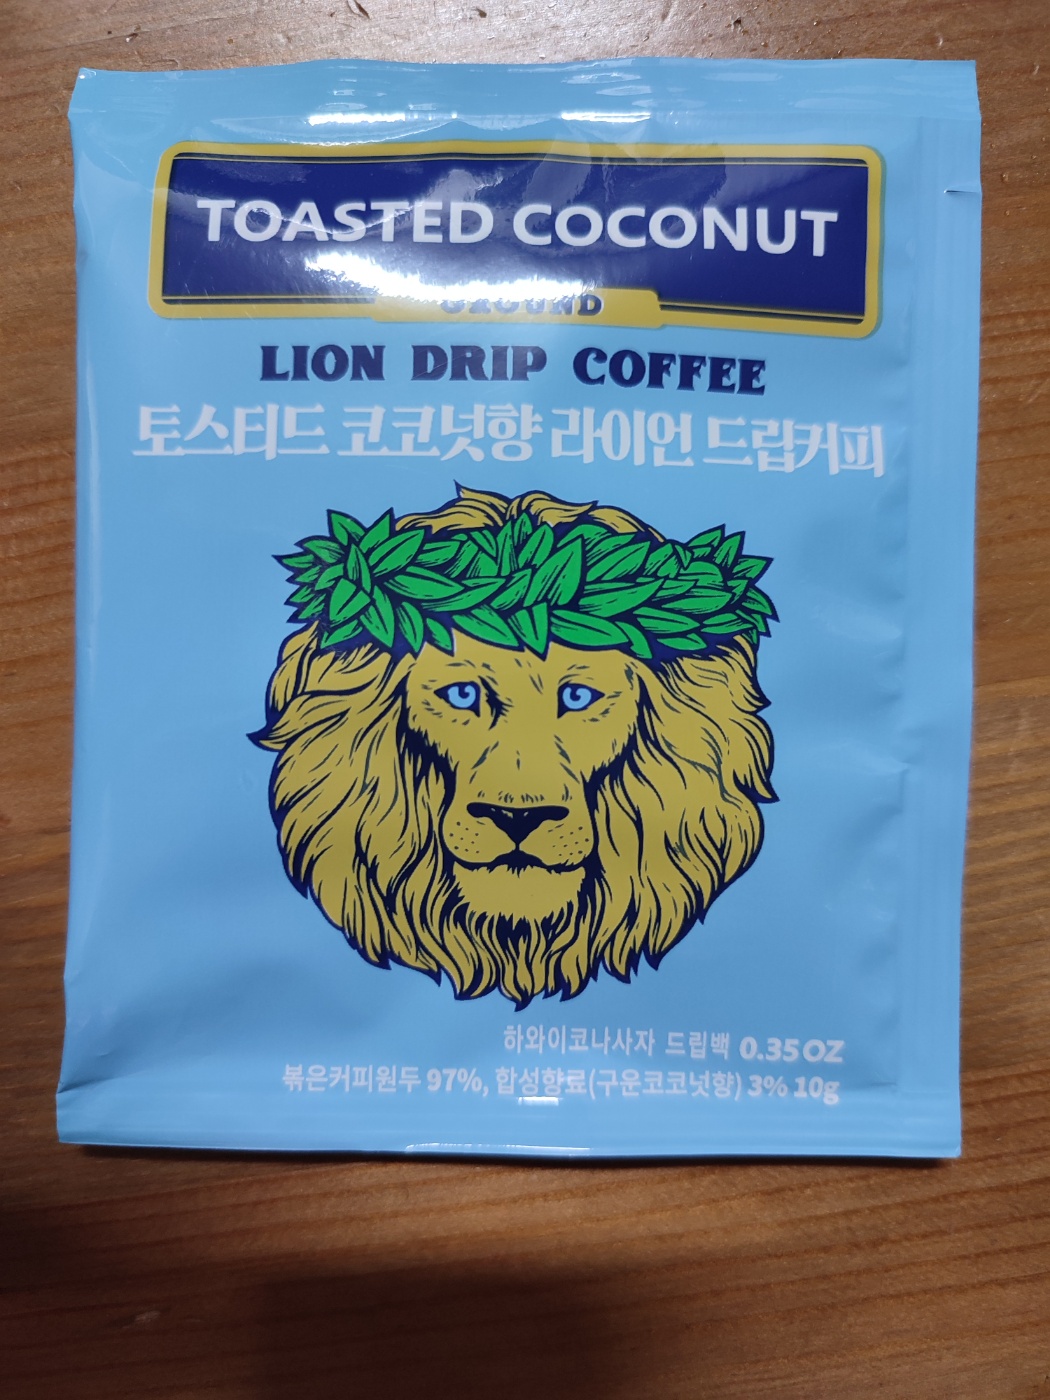 TOASTED COCONUT
GROUND
LION DRIP COFFEE
토스티드 코코넛향 라이언 드립커피
하와이코나사자 드립백 0.35OZ
볶은커피원두 97%, 합성향료(구운코코넛향) 3% 10g